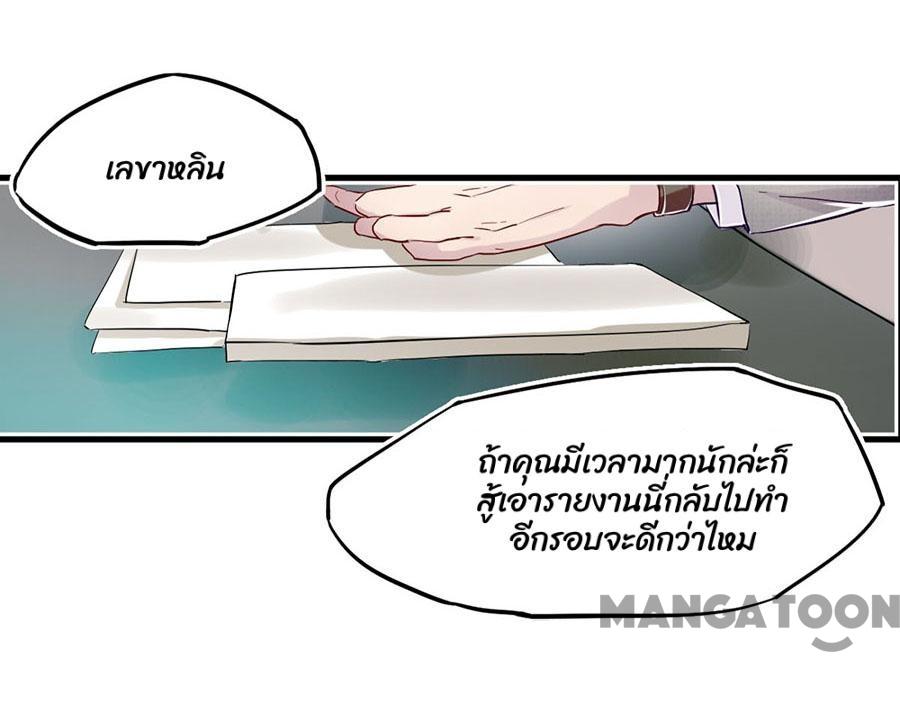 เลขาหลิน
ถ้าคุณมีเวลามากนักล่ะก็
สู้เอารายงานนี่กลับไปทำ
อีกรอบจะดีกว่าไหม
MANGATOON